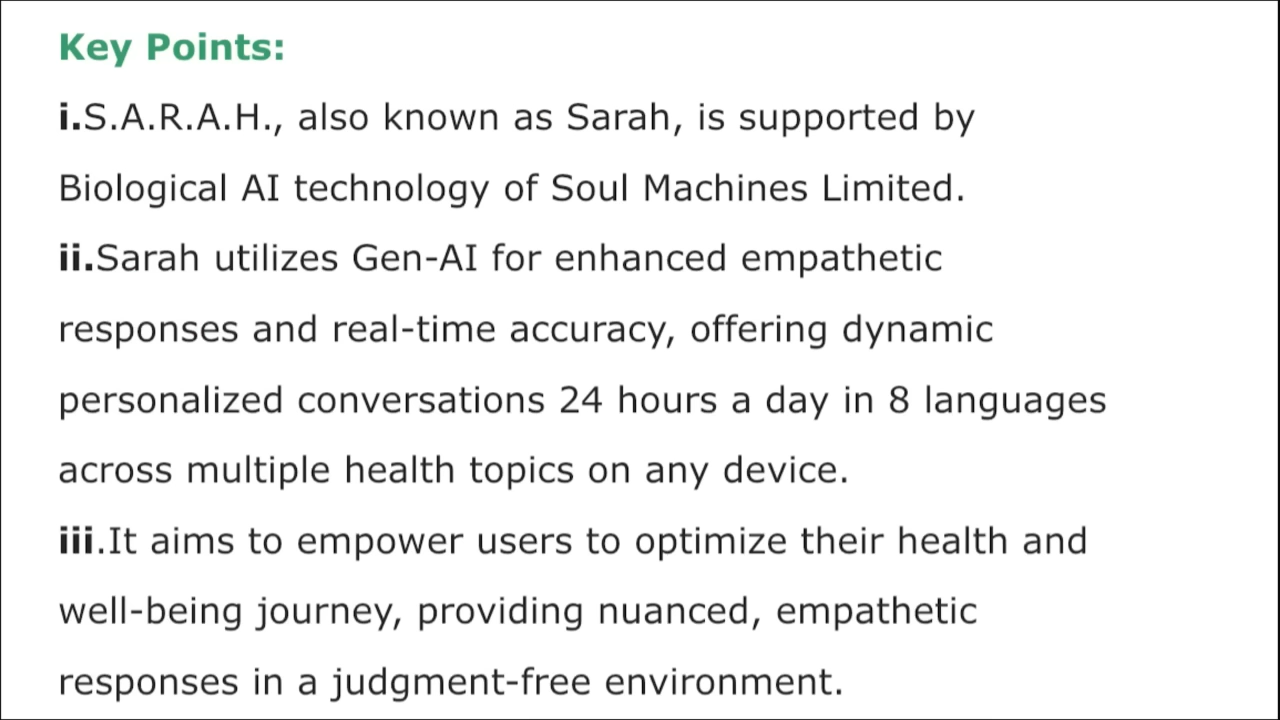 Key Points:
i.S.A.R.A.H., also known as Sarah, is supported by
Biological AI technology of Soul Machines Limited.
ii.Sarah utilizes Gen-AI for enhanced empathetic
responses and real-time accuracy, offering dynamic
personalized conversations 24 hours a day in 8 languages
across multiple health topics on any device.
iii.It aims to empower users to optimize their health and
well-being journey, providing nuanced, empathetic
responses in a judgment-free environment.